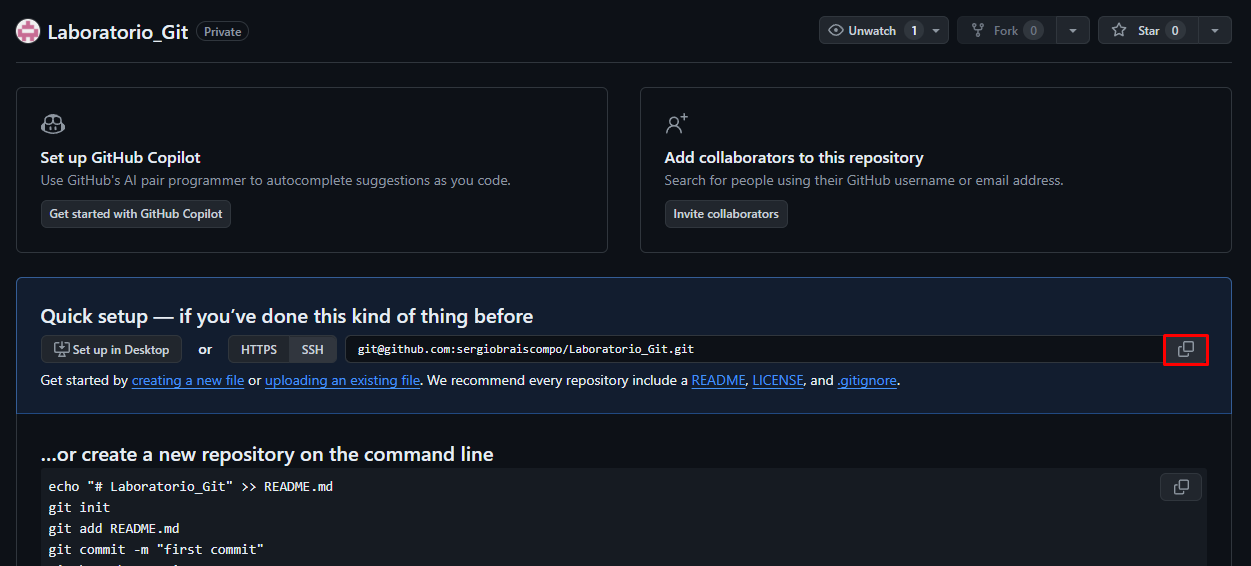 Laboratorio_Git Private Unwatch 1 Fork 0 Star 0
Set up GitHub Copilot
Use GitHub's AI pair programmer to autocomplete suggestions as you code.
Get started with GitHub Copilot
Add collaborators to this repository
Search for people using their GitHub username or email address.
Invite collaborators
Quick setup — if you’ve done this kind of thing before
Set up in Desktop or HTTPS SSH git@github.com:sergiobraiscompo/Laboratorio_Git.git
Get started by creating a new file or uploading an existing file. We recommend every repository include a README, LICENSE, and .gitignore.
…or create a new repository on the command line
echo "# Laboratorio_Git" >> README.md
git init
git add README.md
git commit -m "first commit"